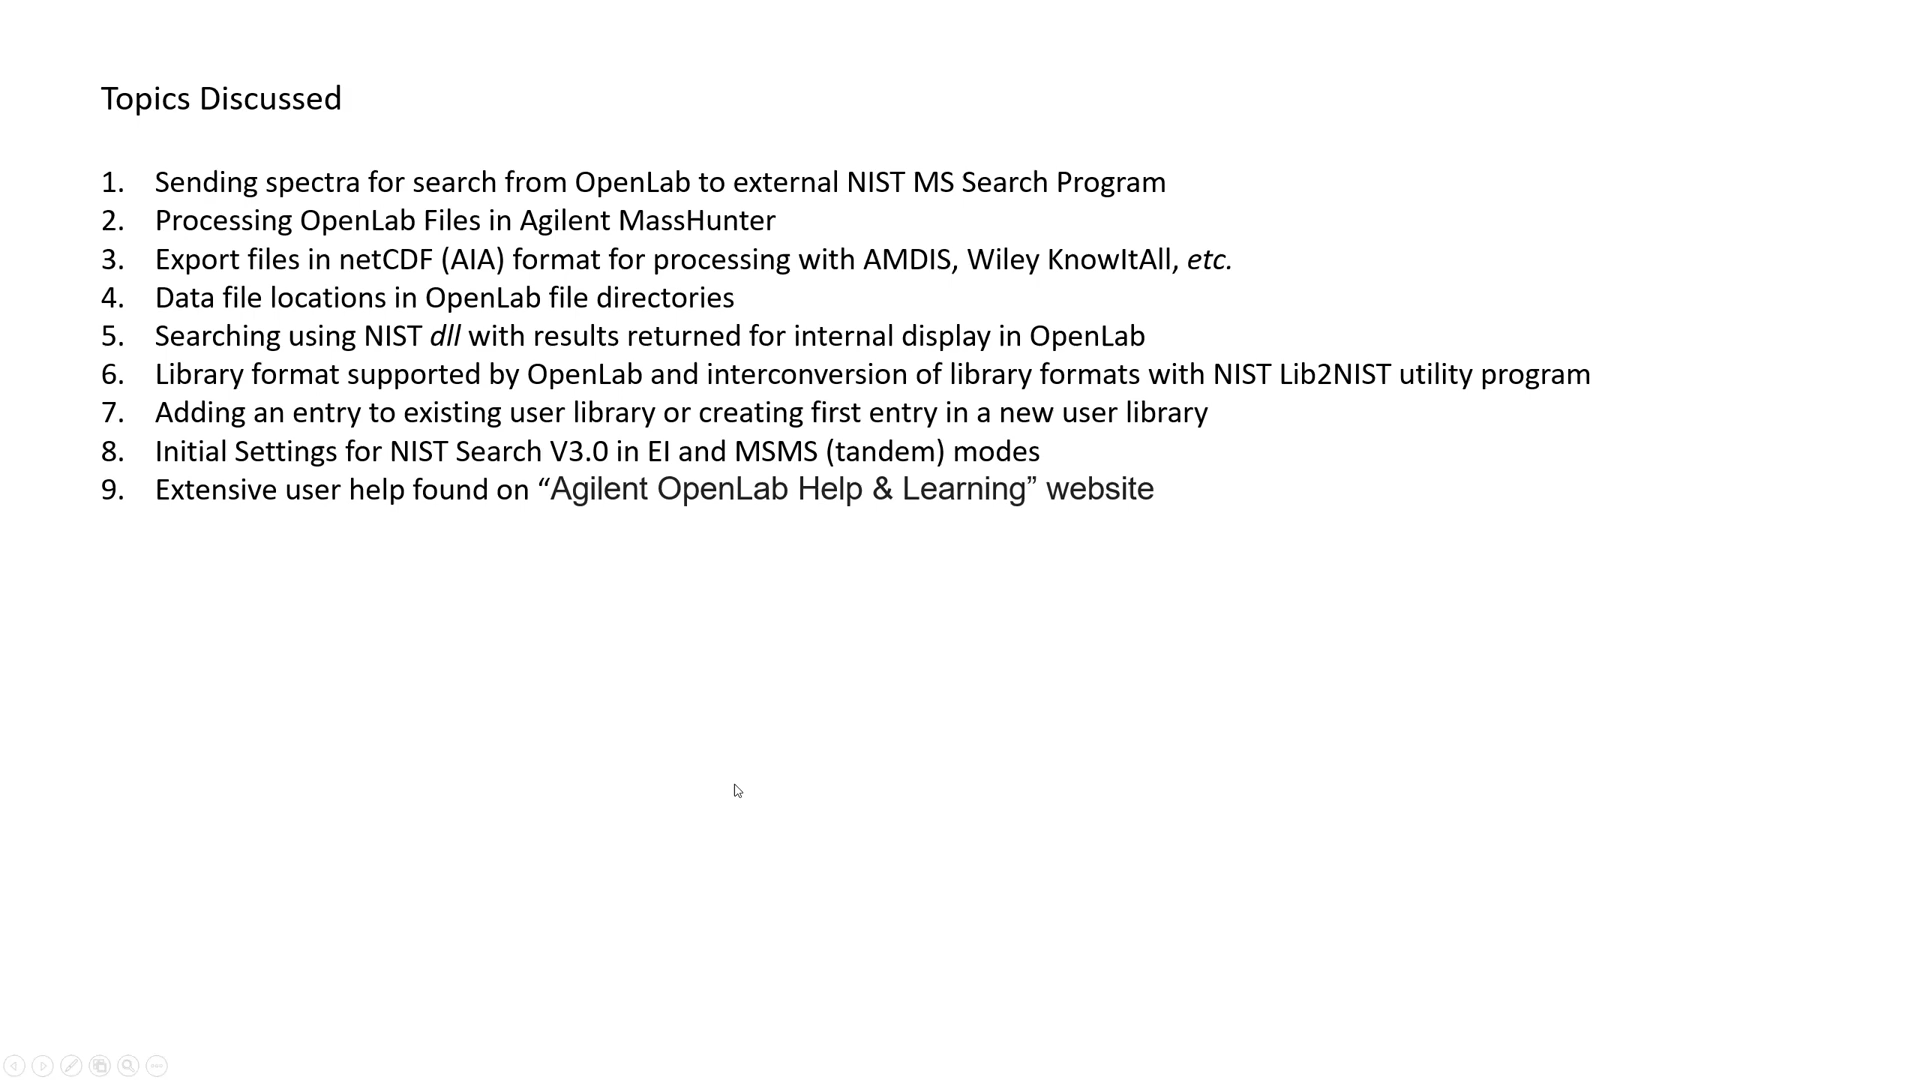 Topics Discussed
1. Sending spectra for search from OpenLab to external NIST MS Search Program
2. Processing OpenLab Files in Agilent MassHunter
3. Export files in netCDF (AIA) format for processing with AMDIS, Wiley KnowItAll, etc.
4. Data file locations in OpenLab file directories
5. Searching using NIST dll with results returned for internal display in OpenLab
6. Library format supported by OpenLab and interconversion of library formats with NIST Lib2NIST utility program
7. Adding an entry to existing user library or creating first entry in a new user library
8. Initial Settings for NIST Search V3.0 in EI and MSMS (tandem) modes
9. Extensive user help found on “Agilent OpenLab Help & Learning” website